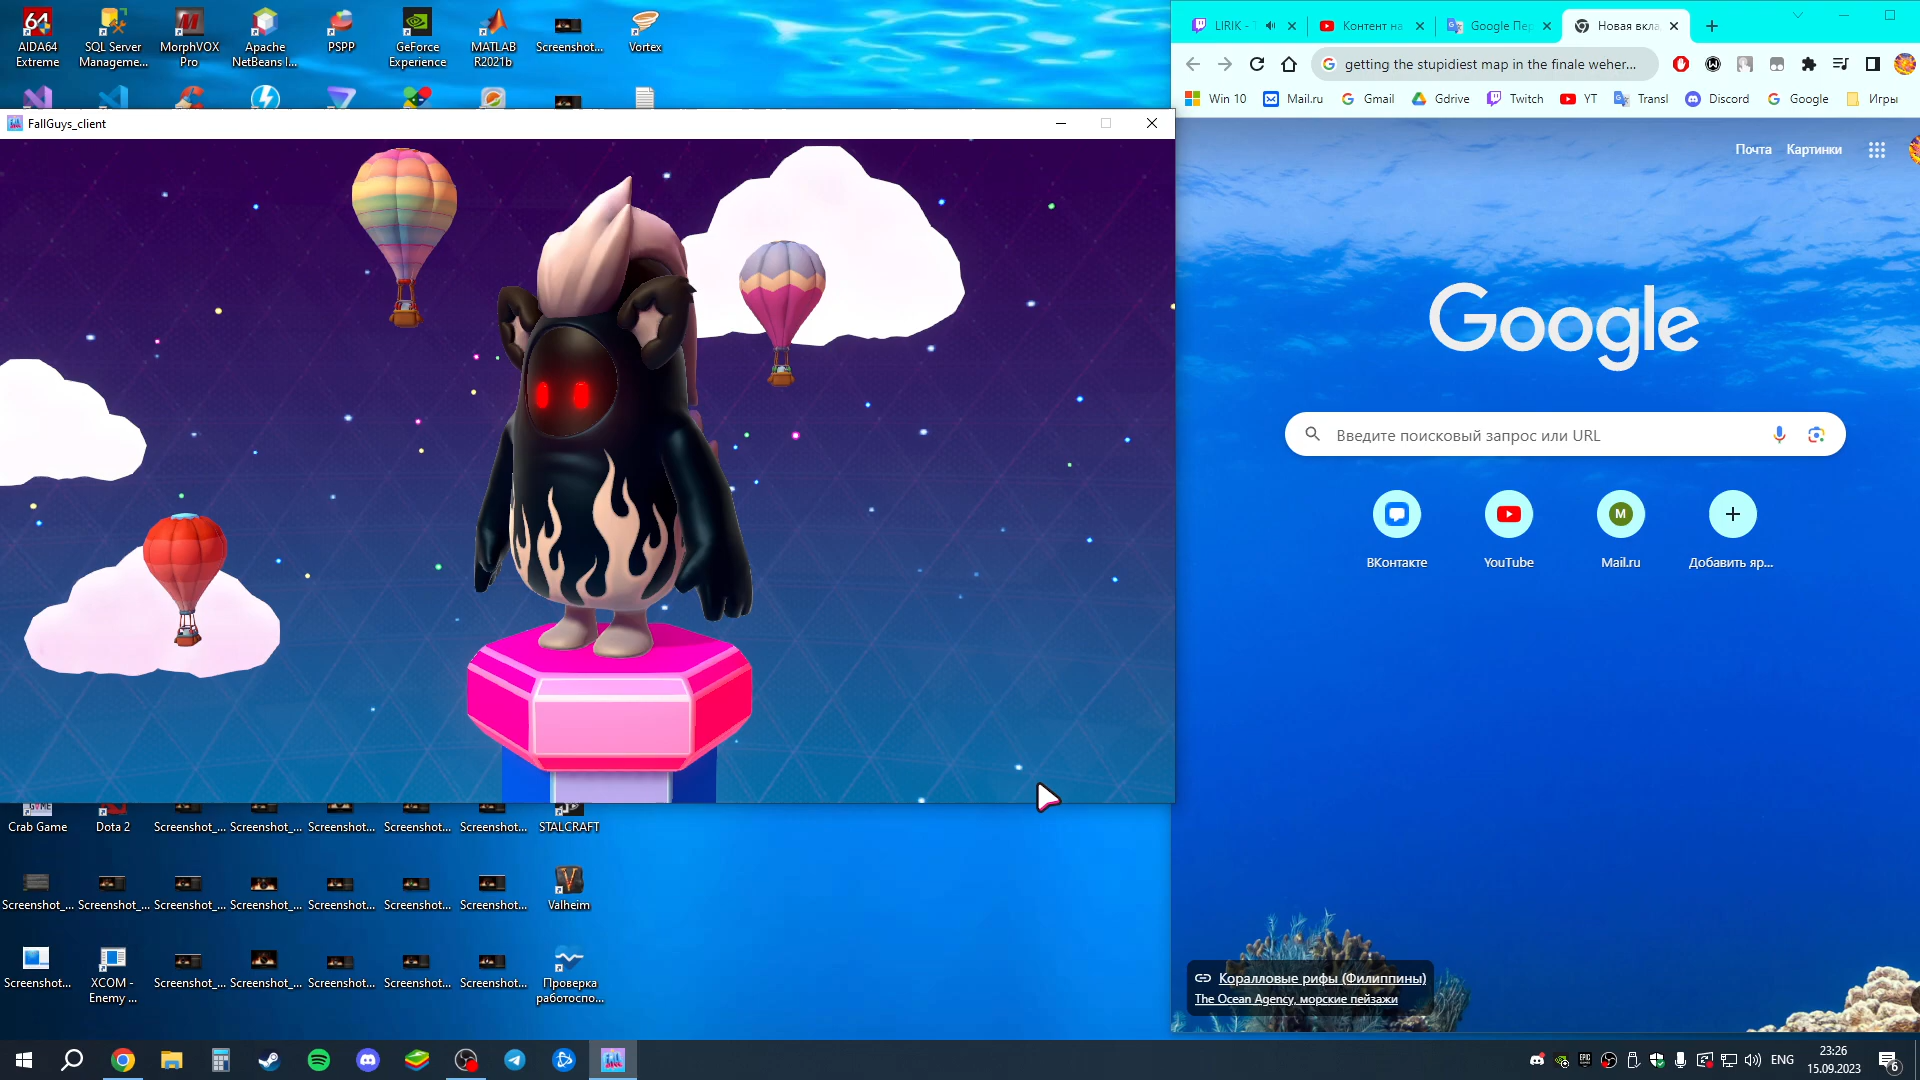 AIDA64
Extreme
SQL Server
Manageme...
MorphVOX
Pro
Apache
NetBeans I...
PSPP
GeForce
Experience
MATLAB
R2021b
Screenshot...
Vortex
FallGuys_client
LIRIK -
Контент на
Google Пер
Новая вкла
getting the stupidiest map in the finale weher...
Win 10
Mail.ru
Gmail
Gdrive
Twitch
YT
Transl
Discord
Google
Игры
Почта
Картинки
Google
Введите поисковый запрос или URL
M
ВКонтакте
YouTube
Mail.ru
Добавить яр...
Коралловые рифы (Филиппины)
The Ocean Agency, морские пейзажи
Crab Game
Dota 2
Screenshot_...
Screenshot_...
Screenshot...
Screenshot...
Screenshot...
STALCRAFT
Screenshot_...
Screenshot_...
Screenshot_...
Screenshot_...
Screenshot...
Screenshot...
Screenshot...
Valheim
Screenshot...
XCOM -
Enemy ...
Screenshot_...
Screenshot_...
Screenshot...
Screenshot...
Screenshot...
Проверка
работоспо...
ENG
23:26
15.09.2023
6